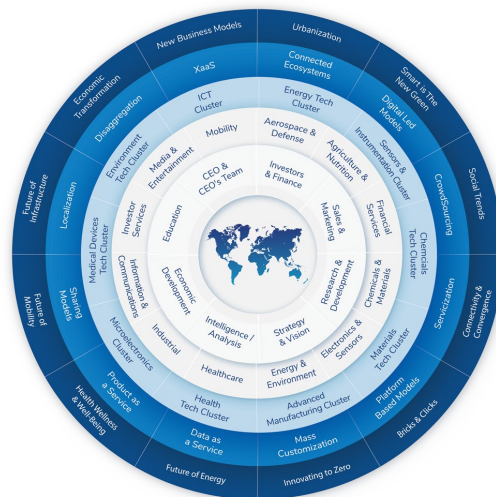 New Business Models
Urbanization
Smart is The
New Green
Social Trends
Connectivity &
Convergence
Bricks & Clicks
Innovating to Zero
Future of Energy
Health Wellness
& Well-Being
Future of
Mobility
Future of
Infrastructure
Economic
Transformation
XaaS
Connected
Ecosystems
Digital Led
Models
CrowdSourcing
Servicization
Platform
Based Models
Mass
Customization
Data as
a Service
Product as
a Service
Sharing
Models
Localization
Disaggregation
ICT
Cluster
Energy Tech
Cluster
Sensors &
Instrumentation Cluster
Chemicals
Tech Cluster
Materials
Tech Cluster
Advanced
Manufacturing Cluster
Health
Tech Cluster
Microelectronics
Cluster
Medical Devices
Tech Cluster
Environment
Tech Cluster
Mobility
Aerospace &
Defense
Agriculture &
Nutrition
Financial
Services
Chemicals &
Materials
Electronics &
Sensors
Energy &
Environment
Healthcare
Industrial
Information &
Communications
Investor
Services
Education
Media &
Entertainment
CEO &
CEO's Team
Investors
& Finance
Sales &
Marketing
Research &
Development
Strategy
& Vision
Intelligence /
Analysis
Economic
Development